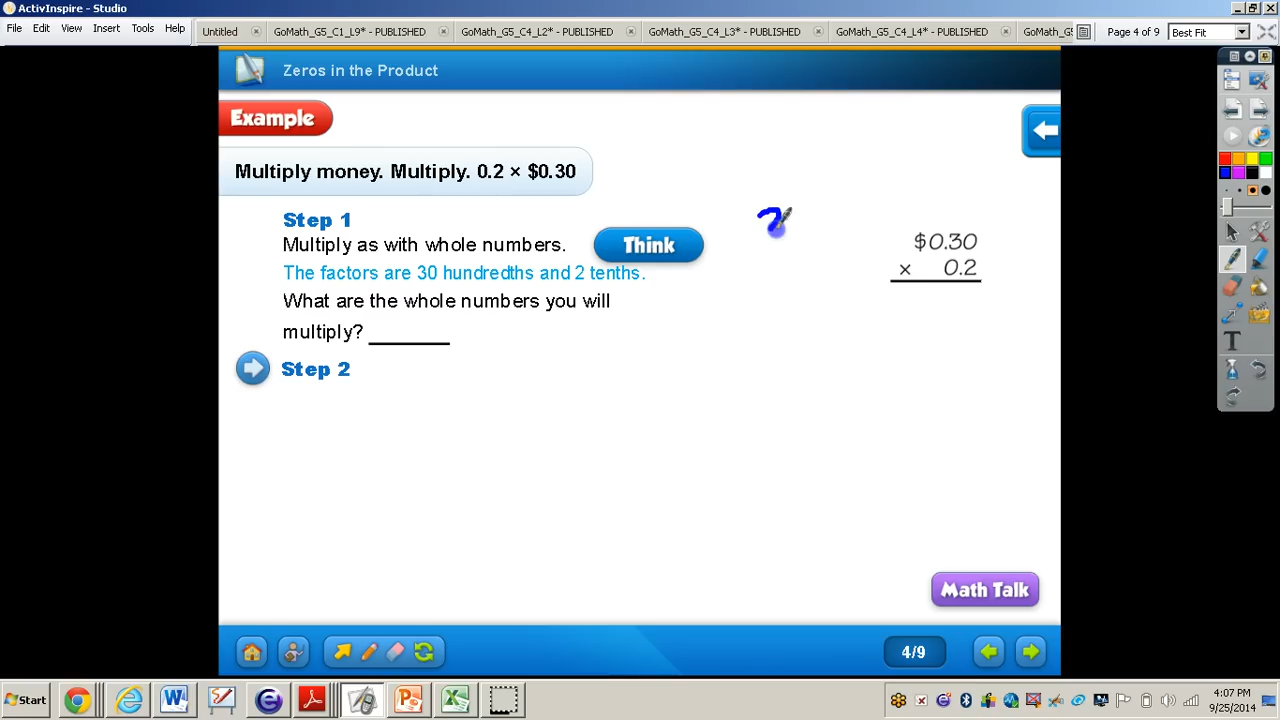 ActivInspire - Studio
File Edit View Insert Tools Help Untitled GoMath_G5_C1_L9* - PUBLISHED GoMath_G5_C4_L2* - PUBLISHED GoMath_G5_C4_L3* - PUBLISHED GoMath_G5_C4_L4* - PUBLISHED GoMath_G5 Page 4 of 9 Best Fit
Zeros in the Product
Example
Multiply money. Multiply. 0.2 × $0.30
Step 1
Multiply as with whole numbers. Think
The factors are 30 hundredths and 2 tenths.
What are the whole numbers you will
multiply? ________
2
$0.30
× 0.2
Step 2
Math Talk
4/9
Start
4:07 PM
9/25/2014